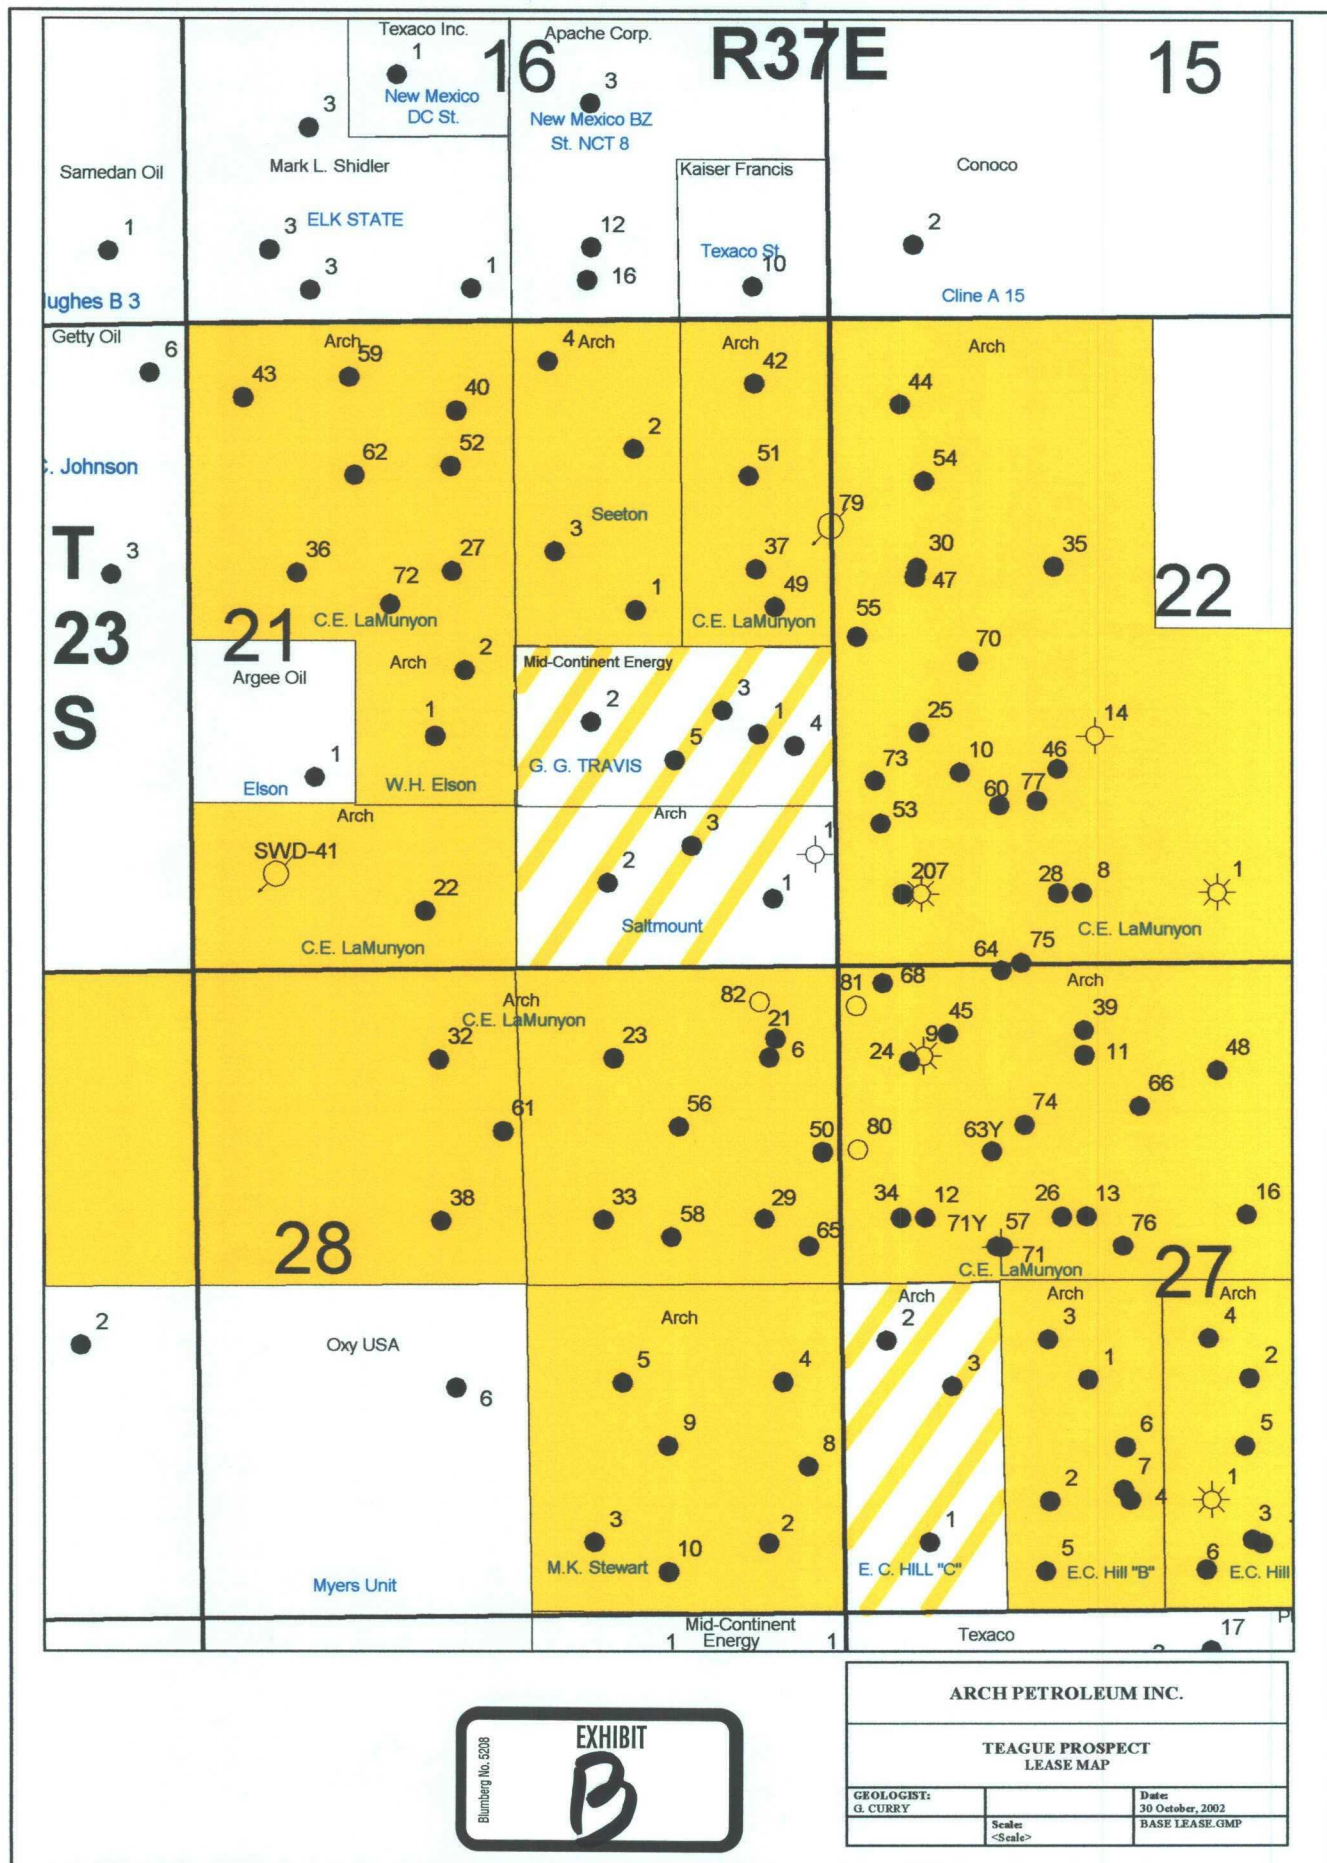 Texaco Inc.
1
16
Apache Corp.
R37E
15
3
New Mexico
DC St.
3
New Mexico BZ
St. NCT 8
Samedan Oil
Mark L. Shidler
Kaiser Francis
Conoco
1
3
ELK STATE
12
2
3
1
16
Texaco St.
10
ughes B 3
Cline A 15
Getty Oil
6
Arch
59
4
Arch
Arch
42
Arch
43
40
44
2
. Johnson
62
52
51
54
Seeton
79
T
23
S
3
36
72
27
3
37
30
47
35
22
49
55
1
21
C.E. LaMunyon
C.E. LaMunyon
70
Argee Oil
Arch
2
Mid-Continent Energy
2
3
1
4
5
25
14
1
1
G. G. TRAVIS
73
10
46
Elson
W.H. Elson
60
77
53
Arch
Arch
3
1
SWD-41
2
207
28
8
1
22
1
Saltmount
C.E. LaMunyon
C.E. LaMunyon
64
75
Arch
C.E. LaMunyon
82
81
68
Arch
32
23
21
6
45
9
24
39
11
48
66
61
56
50
80
74
63Y
38
33
58
29
65
34
12
26
13
16
71Y
57
71
76
28
C.E. LaMunyon
27
2
Oxy USA
Arch
Arch
Arch
Arch
2
3
4
6
5
4
3
1
2
9
8
6
5
7
2
4
1
3
3
2
1
10
5
6
Myers Unit
M.K. Stewart
E. C. HILL "C"
E.C. Hill "B"
E.C. Hill
Mid-Continent
Energy
1
1
Texaco
17
P
EXHIBIT
B
Blumberg No. 5208
ARCH PETROLEUM INC.
TEAGUE PROSPECT
LEASE MAP
GEOLOGIST:
G. CURRY
Date:
30 October, 2002
Scale:
<Scale>
BASE LEASE.GMP